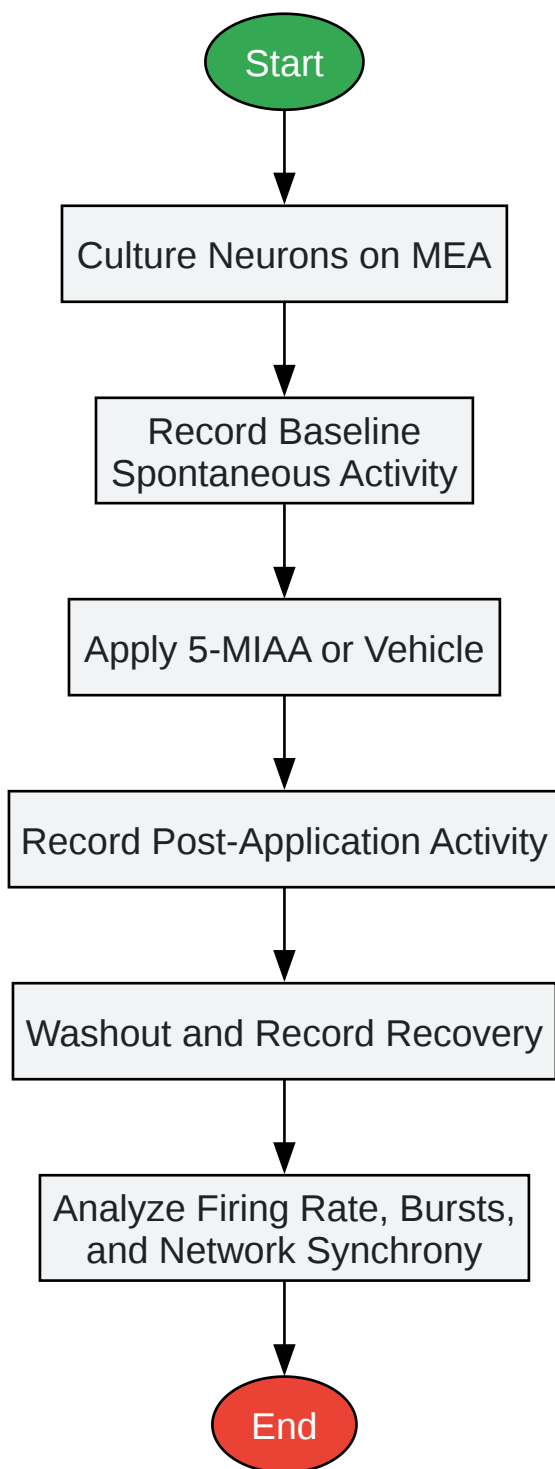 Start
Culture Neurons on MEA
Record Baseline
Spontaneous Activity
Apply 5-MIAA or Vehicle
Record Post-Application Activity
Washout and Record Recovery
Analyze Firing Rate, Bursts,
and Network Synchrony
End